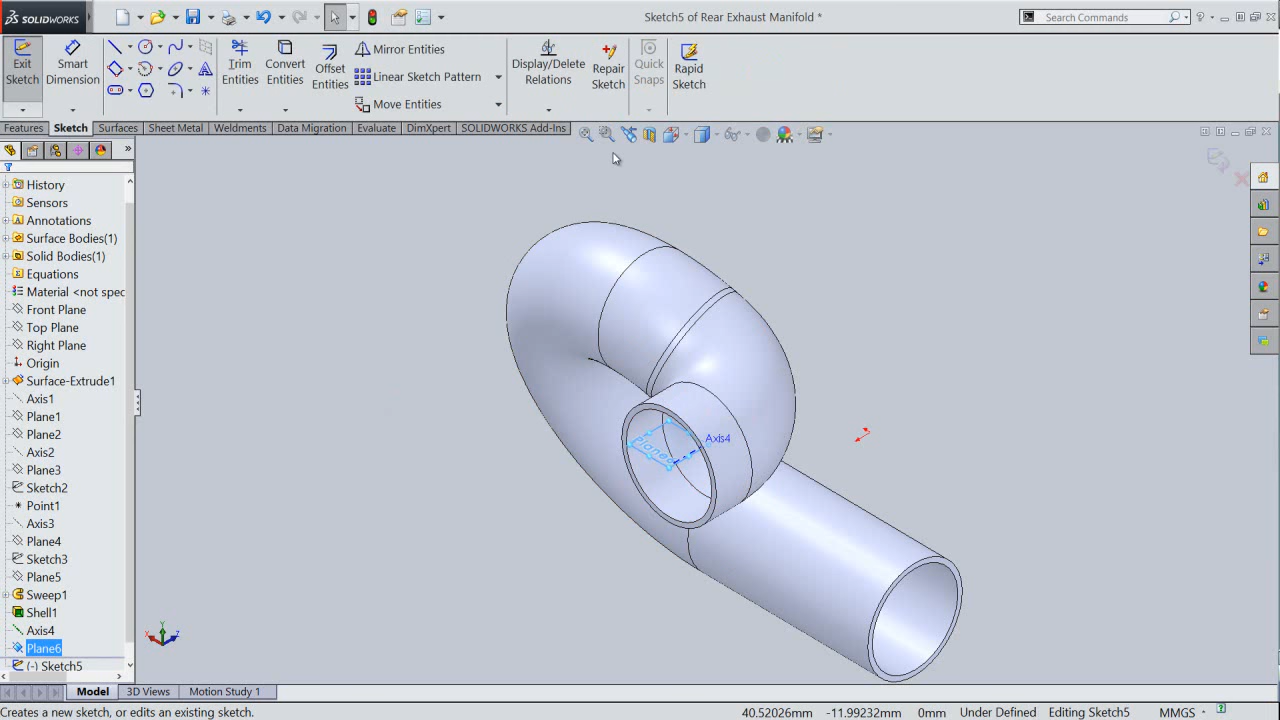 SOLIDWORKS
Sketch5 of Rear Exhaust Manifold *
Search Commands
Exit Sketch
Smart Dimension
Trim Entities
Convert Entities
Offset Entities
Mirror Entities
Linear Sketch Pattern
Move Entities
Display/Delete Relations
Repair Sketch
Quick Snaps
Rapid Sketch
Features Sketch Surfaces Sheet Metal Weldments Data Migration Evaluate DimXpert SOLIDWORKS Add-Ins
History
Sensors
Annotations
Surface Bodies(1)
Solid Bodies(1)
Equations
Material <not spec
Front Plane
Top Plane
Right Plane
Origin
Surface-Extrude1
Axis1
Plane1
Plane2
Axis2
Plane3
Sketch2
Point1
Axis3
Plane4
Sketch3
Plane5
Sweep1
Shell1
Axis4
Plane6
(-) Sketch5
Axis4
Plane6
Y
X
Z
Model 3D Views Motion Study 1
Creates a new sketch, or edits an existing sketch. 40.52026mm -11.99232mm 0mm Under Defined Editing Sketch5 MMGS